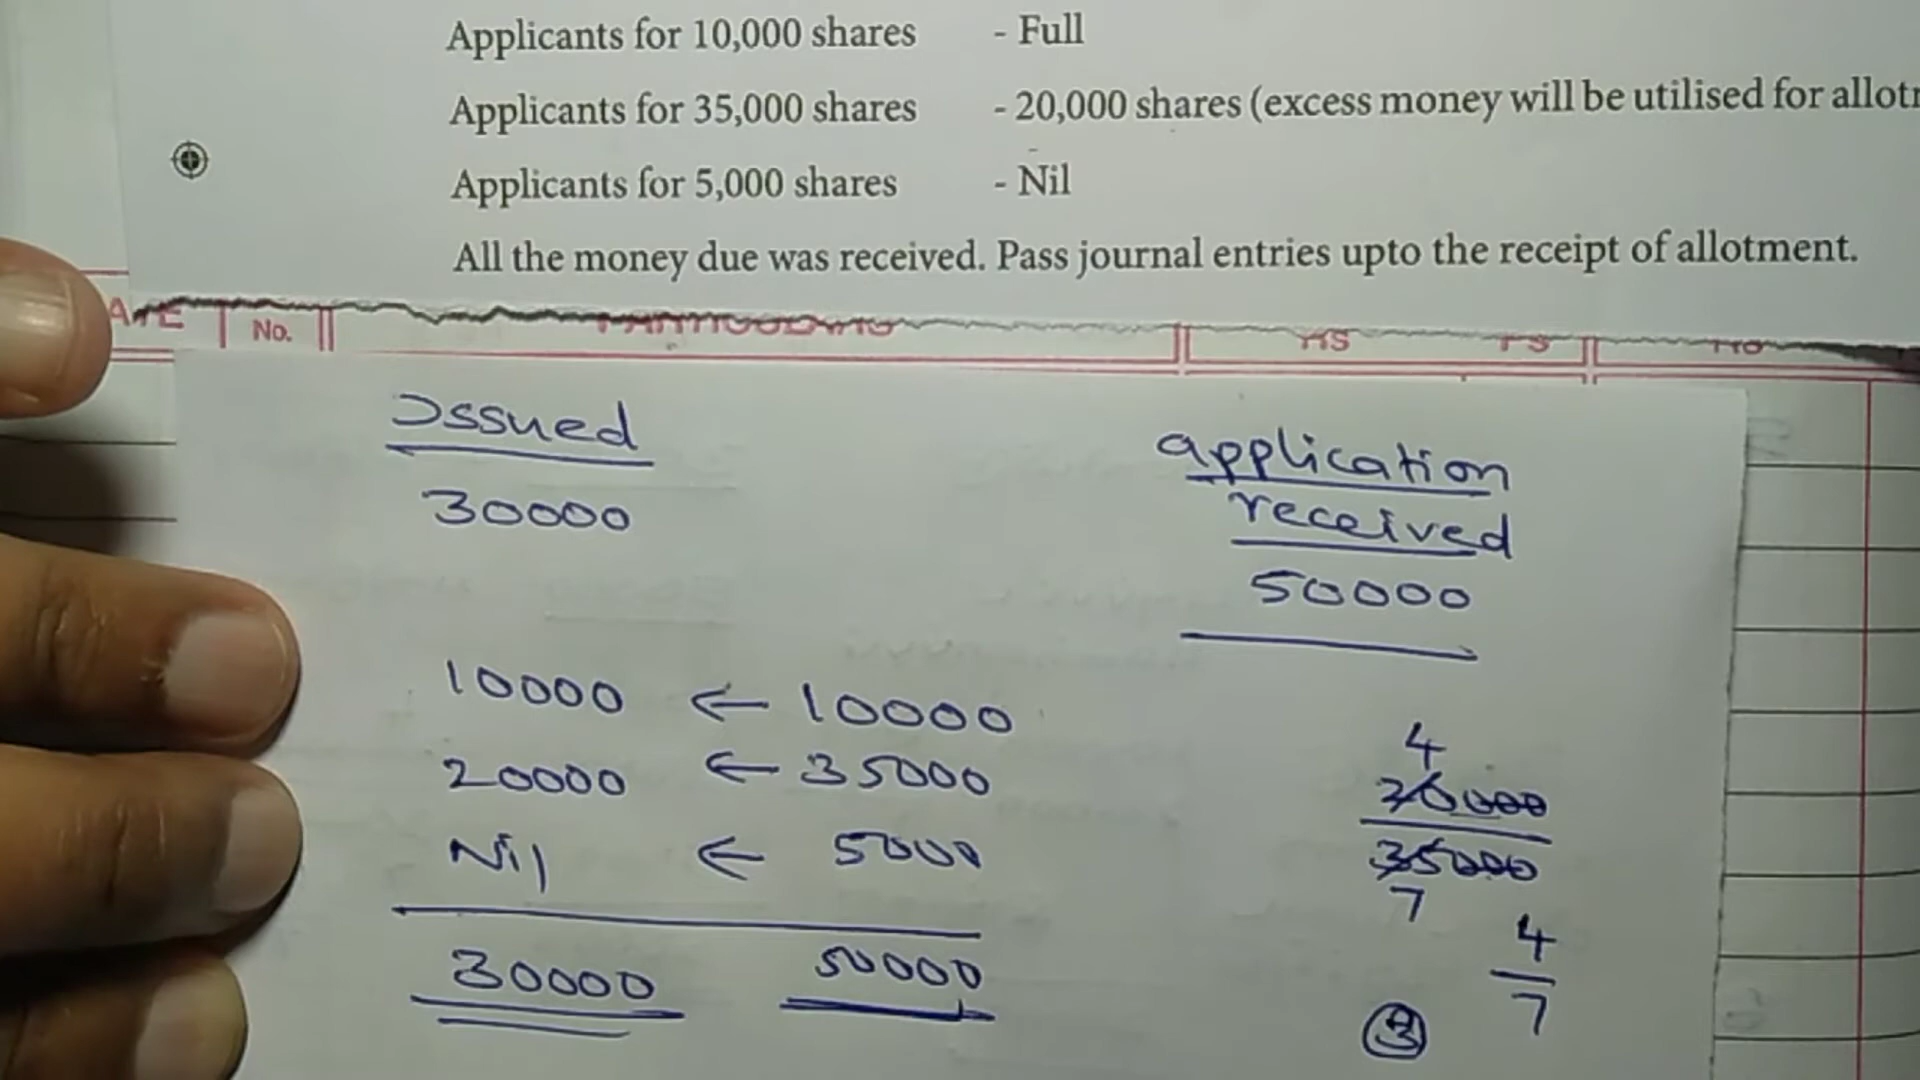 Applicants for 10,000 shares - Full
Applicants for 35,000 shares - 20,000 shares (excess money will be utilised for allot
Applicants for 5,000 shares - Nil
All the money due was received. Pass journal entries upto the receipt of allotment.
No.
Issued
30000
application
received
50000
10000 ← 10000
20000 ← 35000
Nil ← 5000
30000 50000
4
20000
35000
7
4
7
3